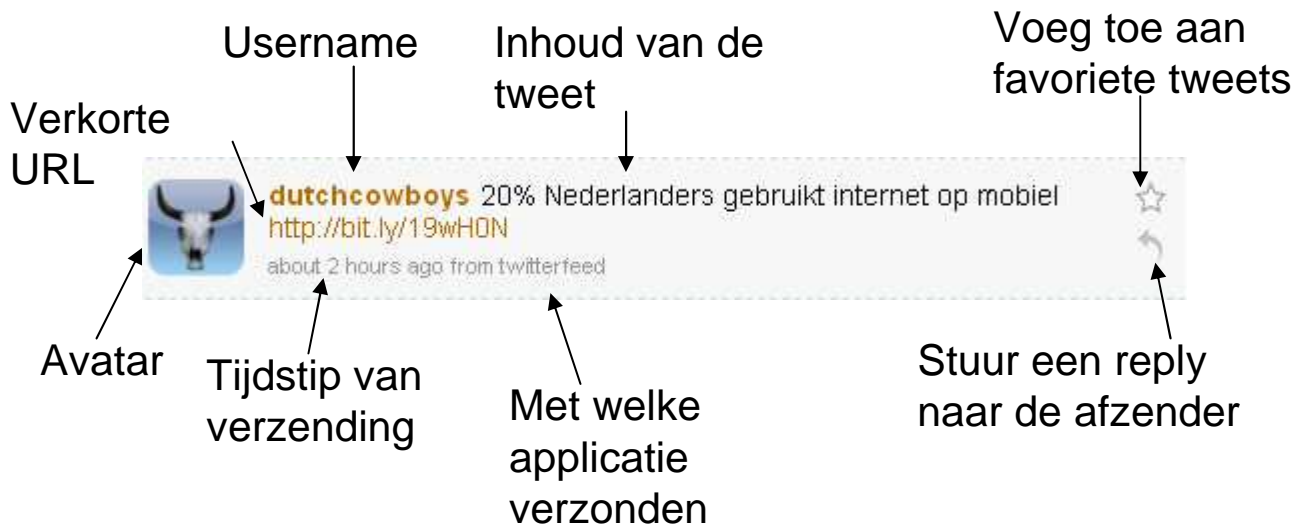 Username
Inhoud van de
tweet
Voeg toe aan
favoriete tweets
Verkorte
URL
dutchcowboys 20% Nederlanders gebruikt internet op mobiel
http://bit.ly/19wH0N
about 2 hours ago from twitterfeed
Avatar
Tijdstip van
verzending
Met welke
applicatie
verzonden
Stuur een reply
naar de afzender